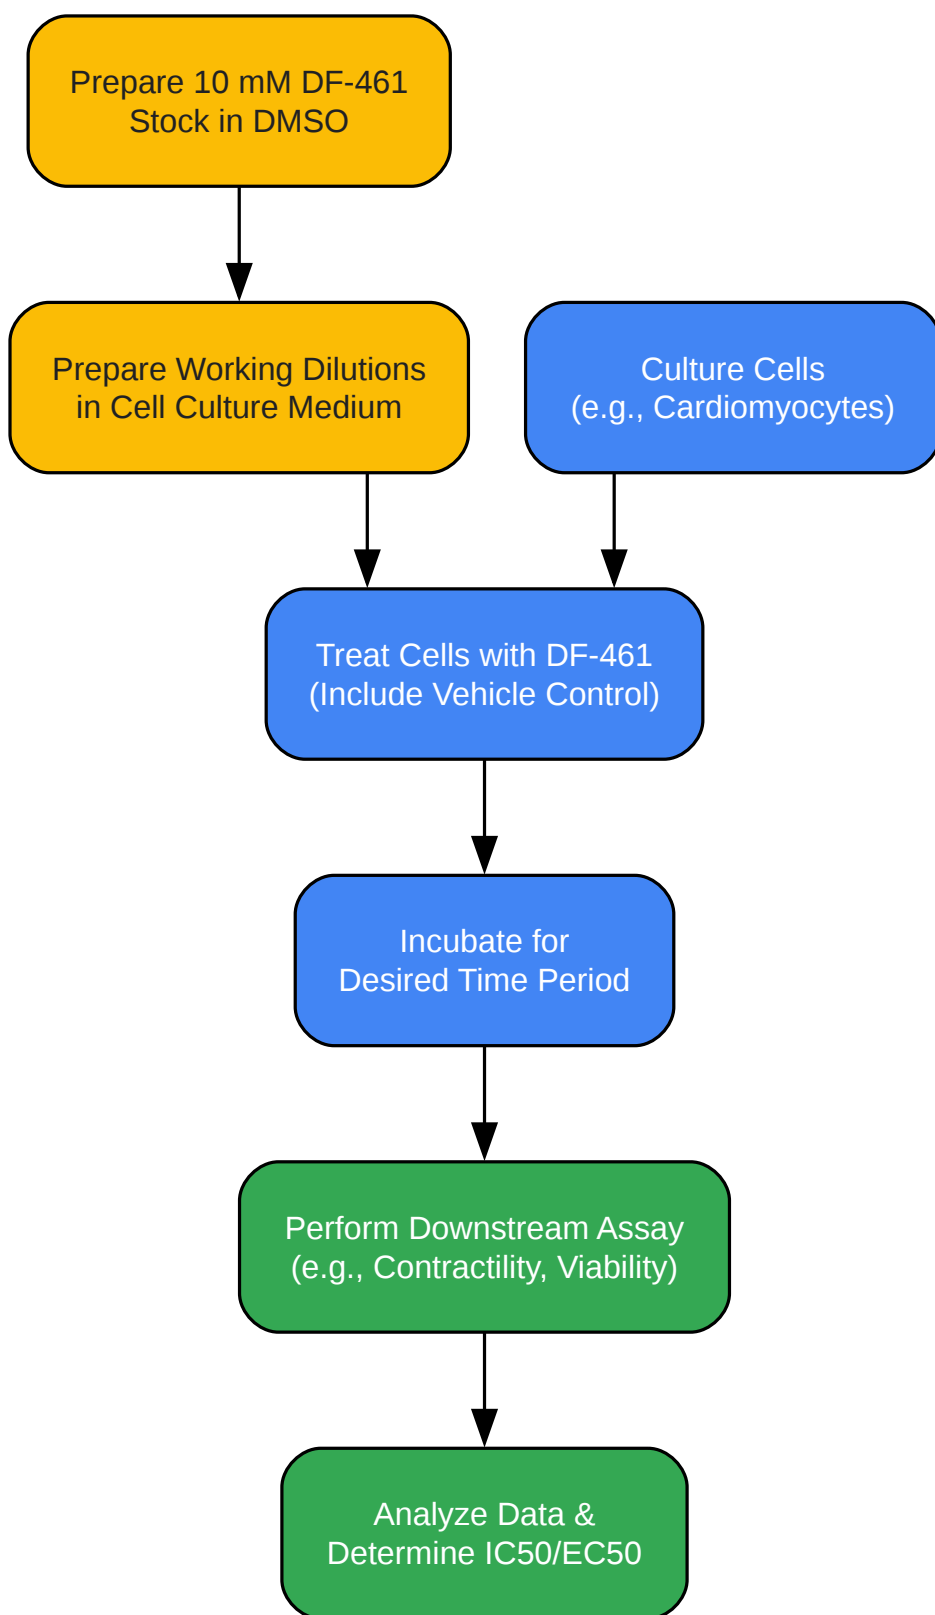 Prepare 10 mM DF-461
Stock in DMSO
Prepare Working Dilutions
in Cell Culture Medium
Culture Cells
(e.g., Cardiomyocytes)
Treat Cells with DF-461
(Include Vehicle Control)
Incubate for
Desired Time Period
Perform Downstream Assay
(e.g., Contractility, Viability)
Analyze Data &
Determine IC50/EC50